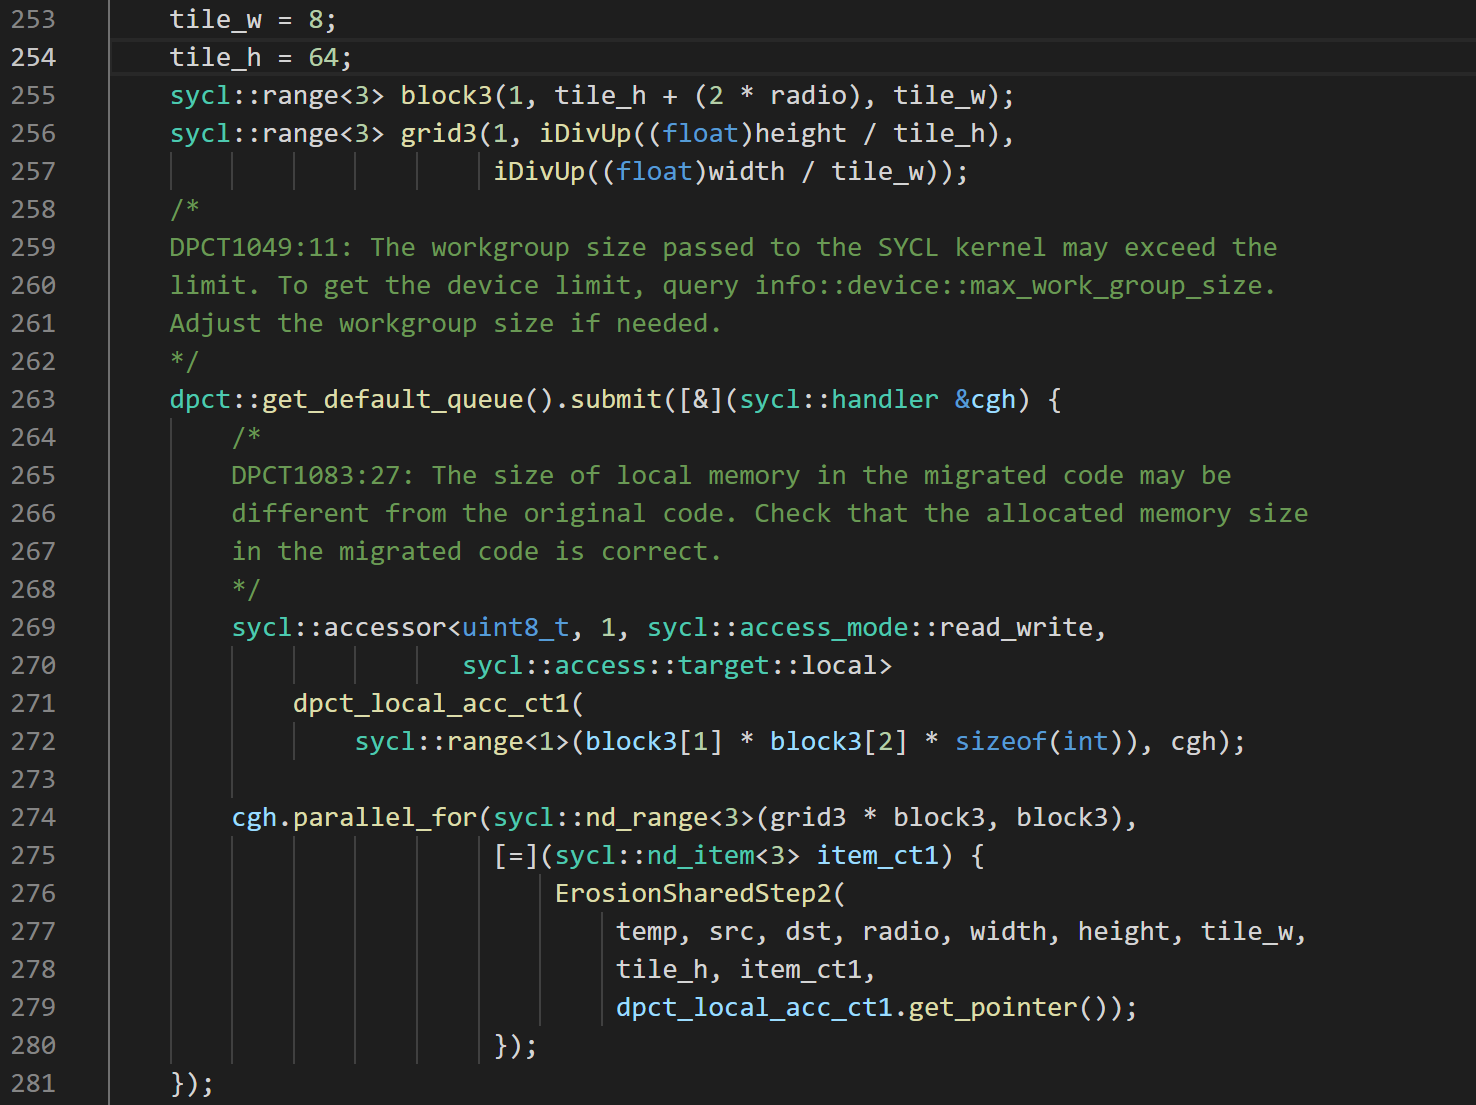 253 tile_w = 8;
254 tile_h = 64;
255 sycl::range<3> block3(1, tile_h + (2 * radio), tile_w);
256 sycl::range<3> grid3(1, iDivUp((float)height / tile_h),
257 iDivUp((float)width / tile_w));
258 /*
259 DPCT1049:11: The workgroup size passed to the SYCL kernel may exceed the
260 limit. To get the device limit, query info::device::max_work_group_size.
261 Adjust the workgroup size if needed.
262 */
263 dpct::get_default_queue().submit([&](sycl::handler &cgh) {
264 /*
265 DPCT1083:27: The size of local memory in the migrated code may be
266 different from the original code. Check that the allocated memory size
267 in the migrated code is correct.
268 */
269 sycl::accessor<uint8_t, 1, sycl::access_mode::read_write,
270 sycl::access::target::local>
271 dpct_local_acc_ct1(
272 sycl::range<1>(block3[1] * block3[2] * sizeof(int)), cgh);
273
274 cgh.parallel_for(sycl::nd_range<3>(grid3 * block3, block3),
275 [=](sycl::nd_item<3> item_ct1) {
276 ErosionSharedStep2(
277 temp, src, dst, radio, width, height, tile_w,
278 tile_h, item_ct1,
279 dpct_local_acc_ct1.get_pointer());
280 });
281 });